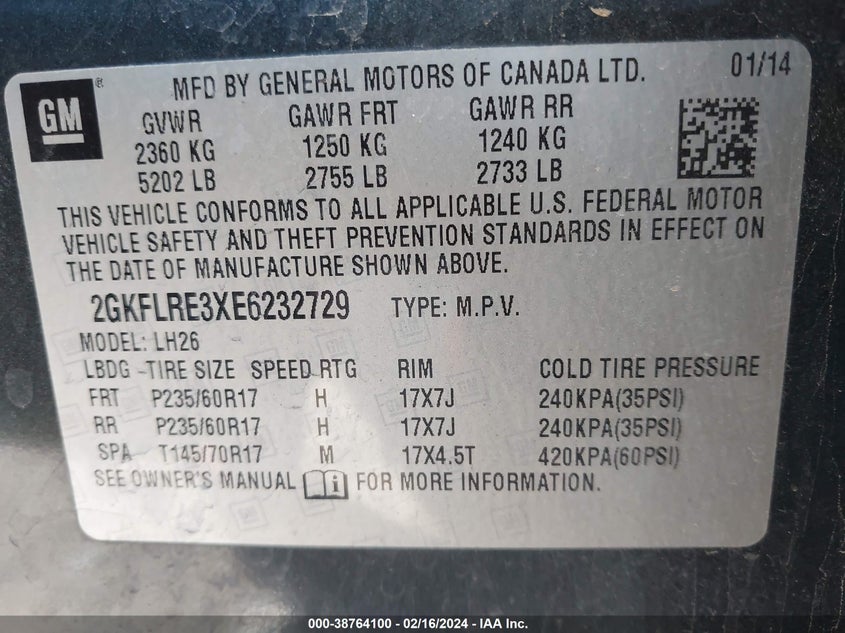 GM
MFD BY GENERAL MOTORS OF CANADA LTD. 01/14
GVWR GAWR FRT GAWR RR
2360 KG 1250 KG 1240 KG
5202 LB 2755 LB 2733 LB
THIS VEHICLE CONFORMS TO ALL APPLICABLE U.S. FEDERAL MOTOR
VEHICLE SAFETY AND THEFT PREVENTION STANDARDS IN EFFECT ON
THE DATE OF MANUFACTURE SHOWN ABOVE.
2GKFLRE3XE6232729 TYPE: M.P.V.
MODEL: LH26
LBDG -TIRE SIZE SPEED RTG RIM COLD TIRE PRESSURE
FRT P235/60R17 H 17X7J 240KPA(35PSI)
RR P235/60R17 H 17X7J 240KPA(35PSI)
SPA T145/70R17 M 17X4.5T 420KPA(60PSI)
SEE OWNER'S MANUAL i FOR MORE INFORMATION.
000-38764100 - 02/16/2024 - IAA Inc.